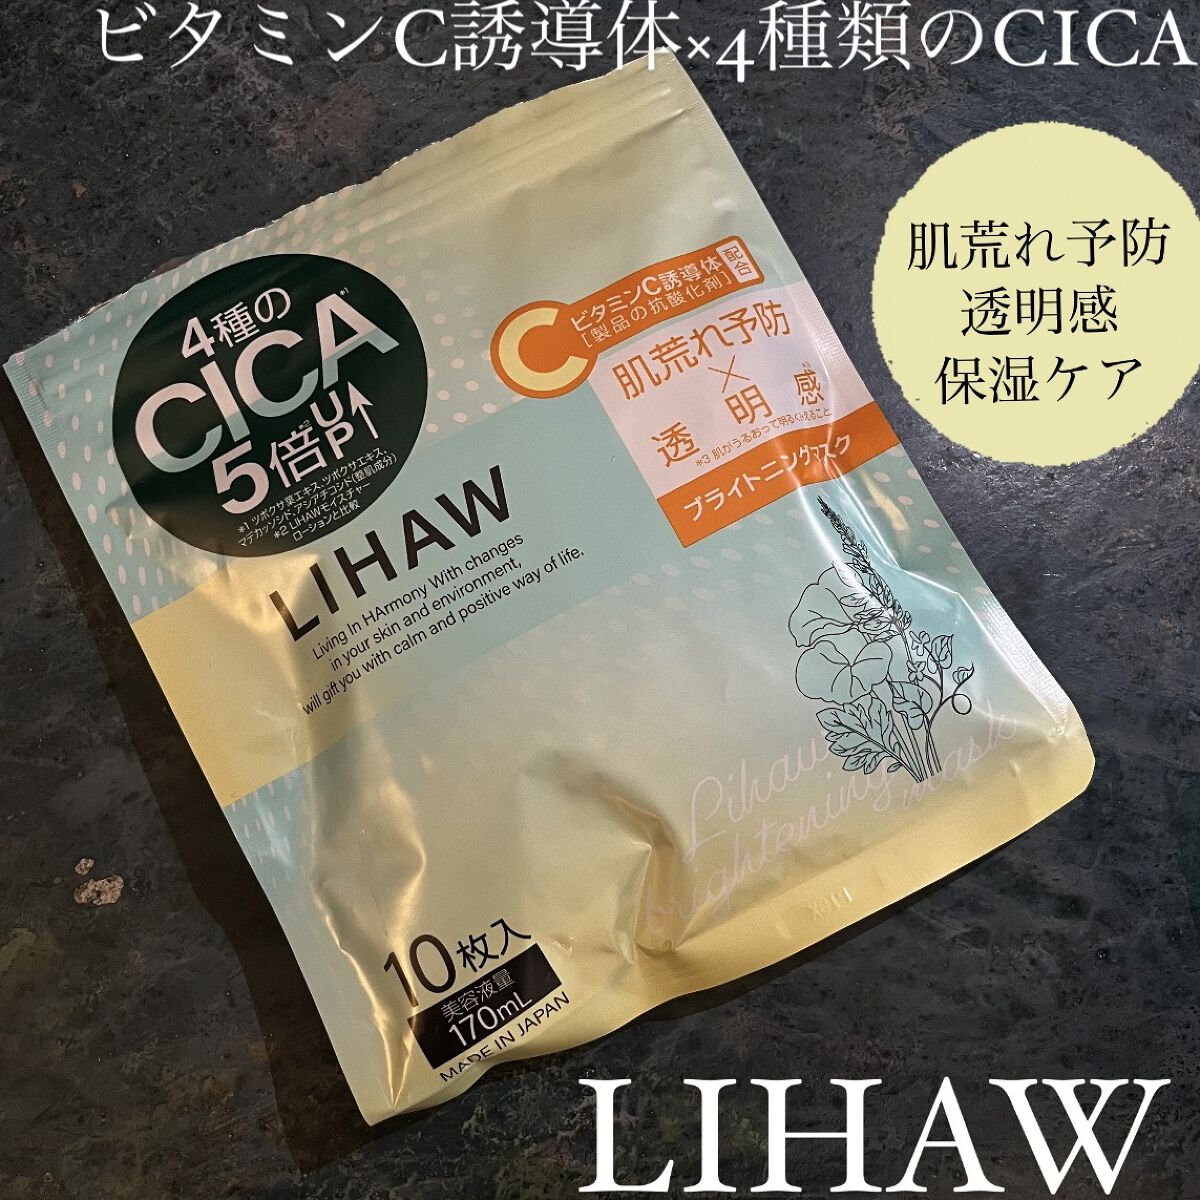 ビタミンC誘導体×4種類のCICA
肌荒れ予防
透明感
保湿ケア
4種の
CICA*1
5倍*2UP↑
*1 ツボクサ葉エキス、ツボクサエキス、
マデカッソシド、アシアチコシド(整肌成分)
*2 LIHAWモイスチャー
ローションと比較
C
ビタミンC誘導体
[製品の抗酸化剤]
配合
肌荒れ予防
×
透明感*3
*3 肌がうるおって明るくみえること
ブライトニングマスク
LIHAW
Living In HArmony With changes
in your skin and environment,
will gift you with calm and positive way of life.
Lihaw
brightening
mask
10枚入
美容液量
170mL
MADE IN JAPAN
LIHAW